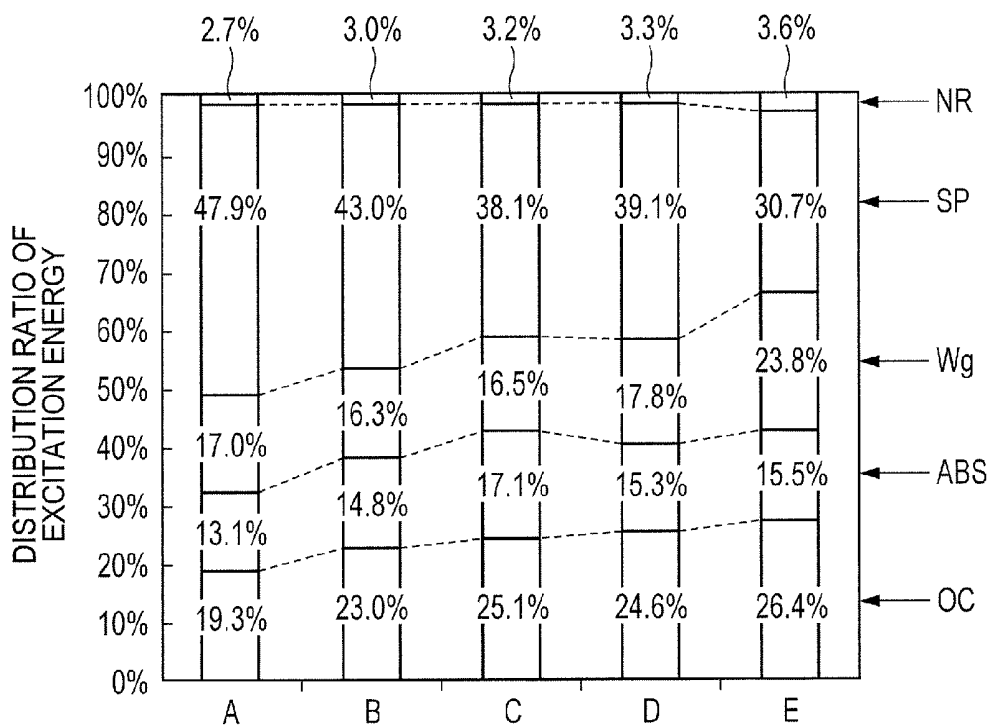 2.7% 3.0% 3.2% 3.3% 3.6%
100% NR
90%
47.9% 43.0% 38.1% 39.1% 30.7%
80% SP
70%
60%
23.8% Wg
50%
16.3% 16.5% 17.8%
17.0%
40%
14.8% 17.1% 15.3% 15.5% ABS
30%
13.1%
20%
19.3% 23.0% 25.1% 24.6% 26.4% OC
10%
0%
A B C D E
DISTRIBUTION RATIO OF
EXCITATION ENERGY